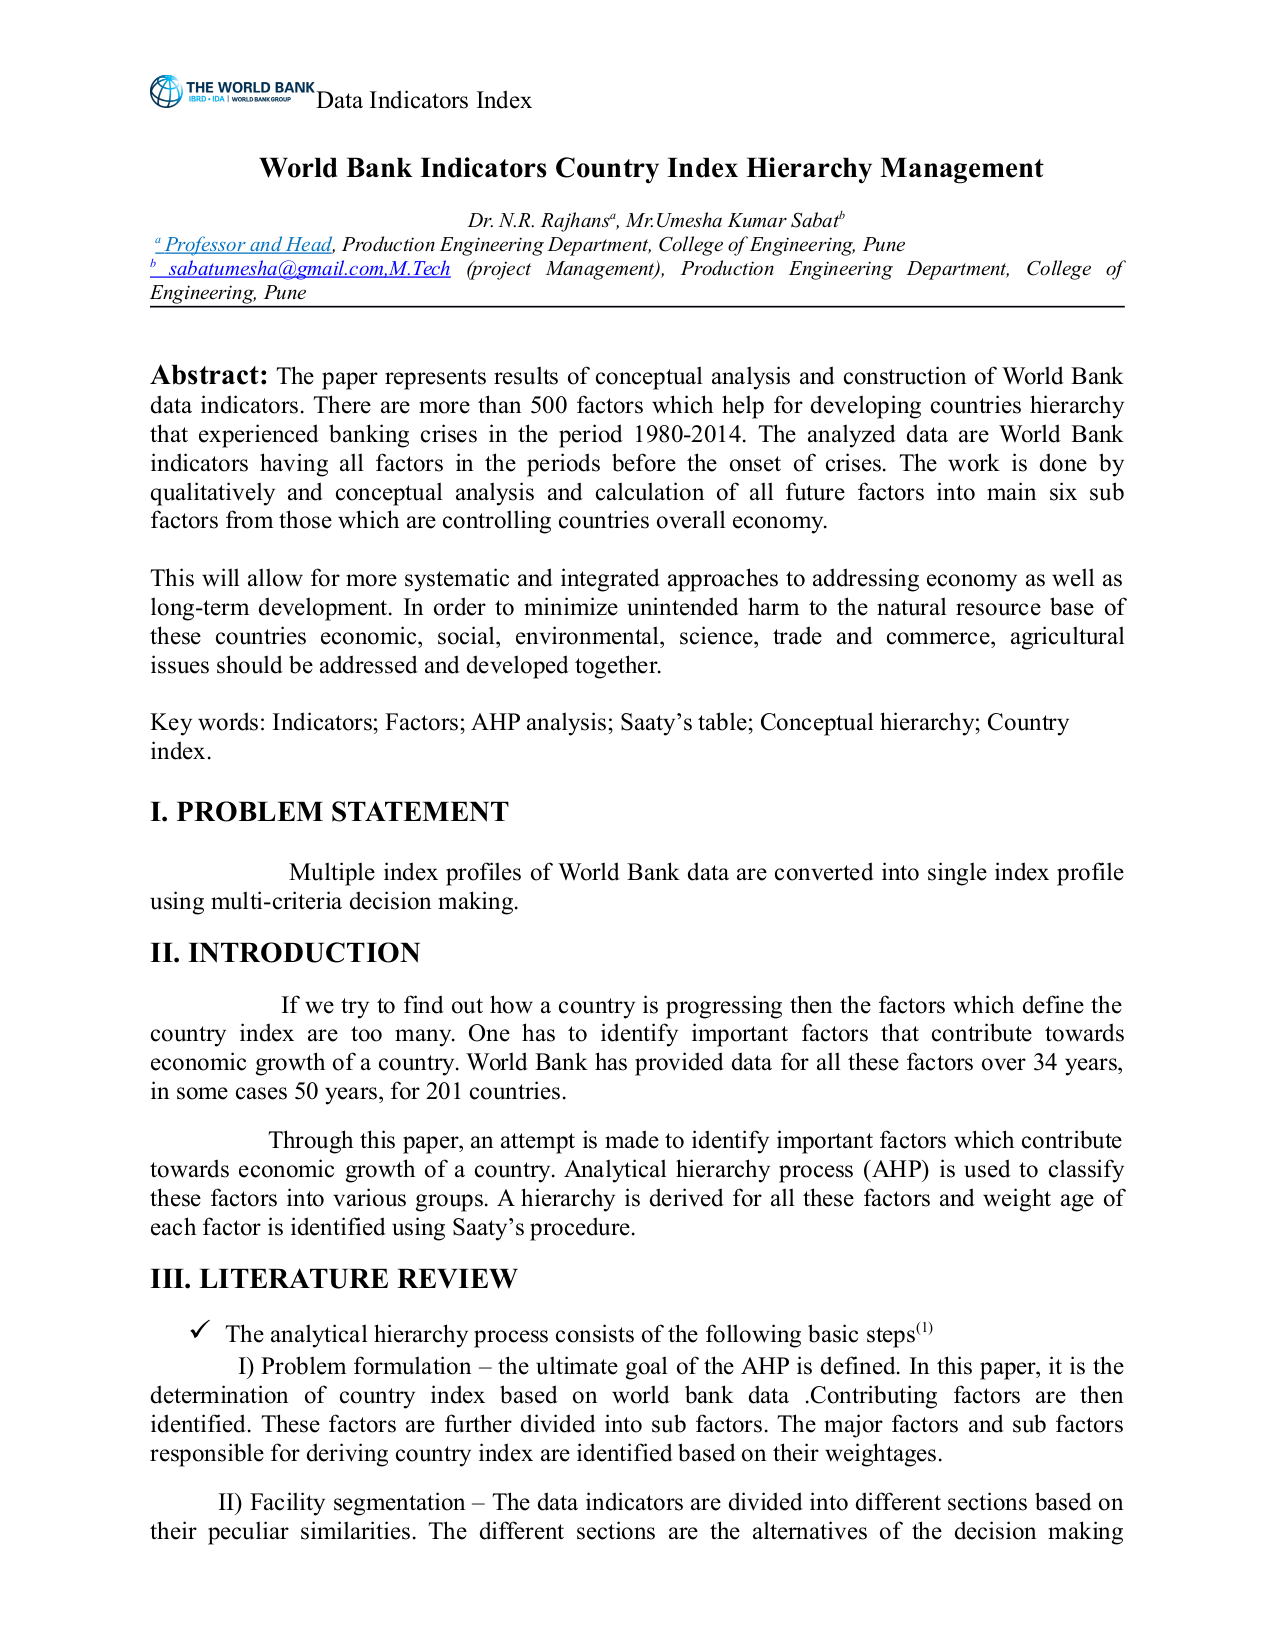 THE WORLD BANK
IBRD • IDA | WORLD BANK GROUP
Data Indicators Index
World Bank Indicators Country Index Hierarchy Management
Dr. N.R. Rajhansa, Mr.Umesha Kumar Sabatb
a Professor and Head, Production Engineering Department, College of Engineering, Pune
b sabatumesha@gmail.com,M.Tech (project Management), Production Engineering Department, College of
Engineering, Pune
Abstract: The paper represents results of conceptual analysis and construction of World Bank
data indicators. There are more than 500 factors which help for developing countries hierarchy
that experienced banking crises in the period 1980-2014. The analyzed data are World Bank
indicators having all factors in the periods before the onset of crises. The work is done by
qualitatively and conceptual analysis and calculation of all future factors into main six sub
factors from those which are controlling countries overall economy.
This will allow for more systematic and integrated approaches to addressing economy as well as
long-term development. In order to minimize unintended harm to the natural resource base of
these countries economic, social, environmental, science, trade and commerce, agricultural
issues should be addressed and developed together.
Key words: Indicators; Factors; AHP analysis; Saaty’s table; Conceptual hierarchy; Country
index.
I. PROBLEM STATEMENT
Multiple index profiles of World Bank data are converted into single index profile
using multi-criteria decision making.
II. INTRODUCTION
If we try to find out how a country is progressing then the factors which define the
country index are too many. One has to identify important factors that contribute towards
economic growth of a country. World Bank has provided data for all these factors over 34 years,
in some cases 50 years, for 201 countries.
Through this paper, an attempt is made to identify important factors which contribute
towards economic growth of a country. Analytical hierarchy process (AHP) is used to classify
these factors into various groups. A hierarchy is derived for all these factors and weight age of
each factor is identified using Saaty’s procedure.
III. LITERATURE REVIEW
✓ The analytical hierarchy process consists of the following basic steps(1)
I) Problem formulation – the ultimate goal of the AHP is defined. In this paper, it is the
determination of country index based on world bank data .Contributing factors are then
identified. These factors are further divided into sub factors. The major factors and sub factors
responsible for deriving country index are identified based on their weightages.
II) Facility segmentation – The data indicators are divided into different sections based on
their peculiar similarities. The different sections are the alternatives of the decision making